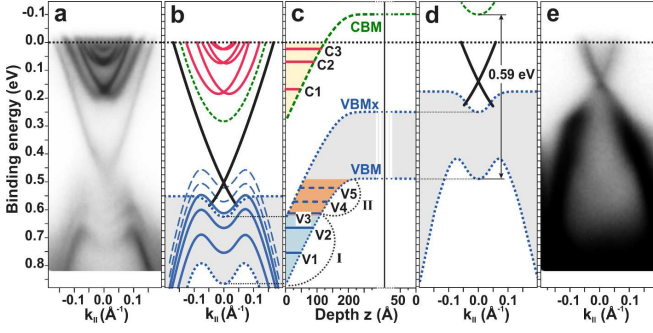 a b c d e
Binding energy (eV)
-0.1
0.0
0.1
0.2
0.3
0.4
0.5
0.6
0.7
0.8
CBM
C3
C2
C1
VBMx
VBM
V5
V4
II
V3
V2
V1
I
0.59 eV
-0.1 0.0 0.1
k|| (Å-1)
-0.1 0.0 0.1
k|| (Å-1)
0 100 200 50 0
Depth z (Å)
-0.1 0.0 0.1
k|| (Å-1)
-0.1 0.0 0.1
k|| (Å-1)